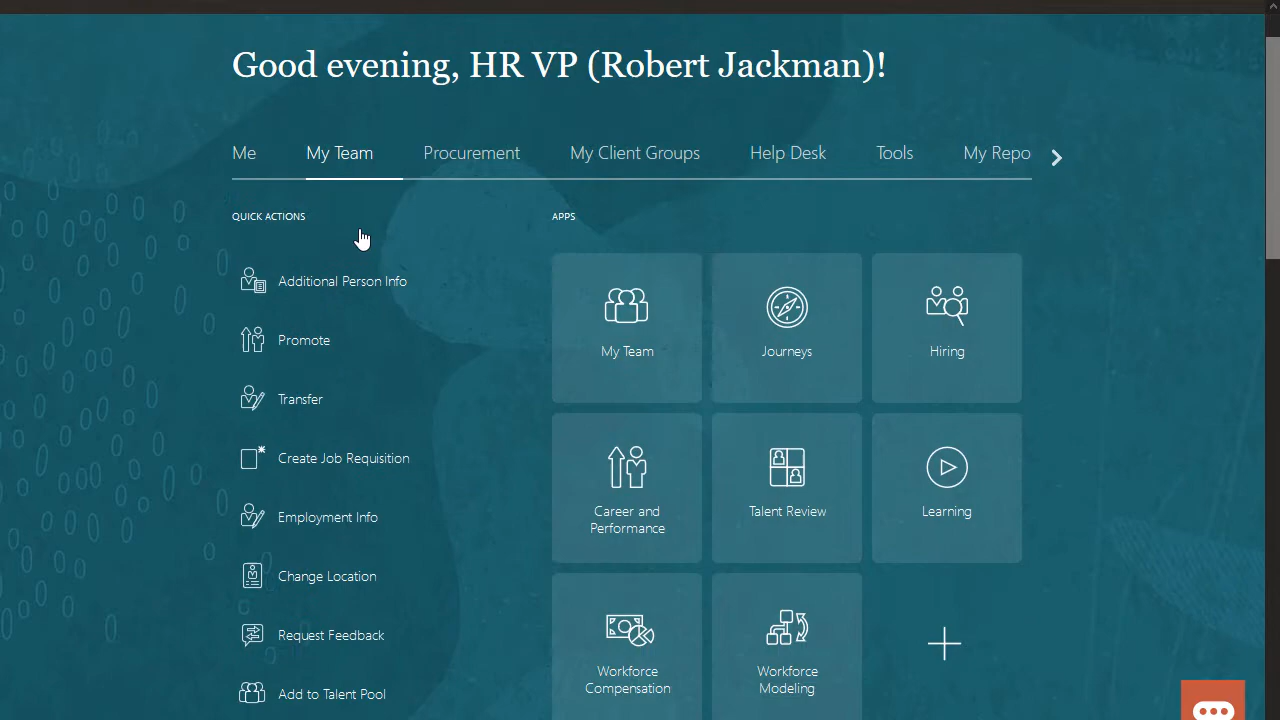 Good evening, HR VP (Robert Jackman)!
Me My Team Procurement My Client Groups Help Desk Tools My Repo
QUICK ACTIONS
Additional Person Info
Promote
Transfer
Create Job Requisition
Employment Info
Change Location
Request Feedback
Add to Talent Pool
APPS
My Team
Journeys
Hiring
Career and
Performance
Talent Review
Learning
Workforce
Compensation
Workforce
Modeling